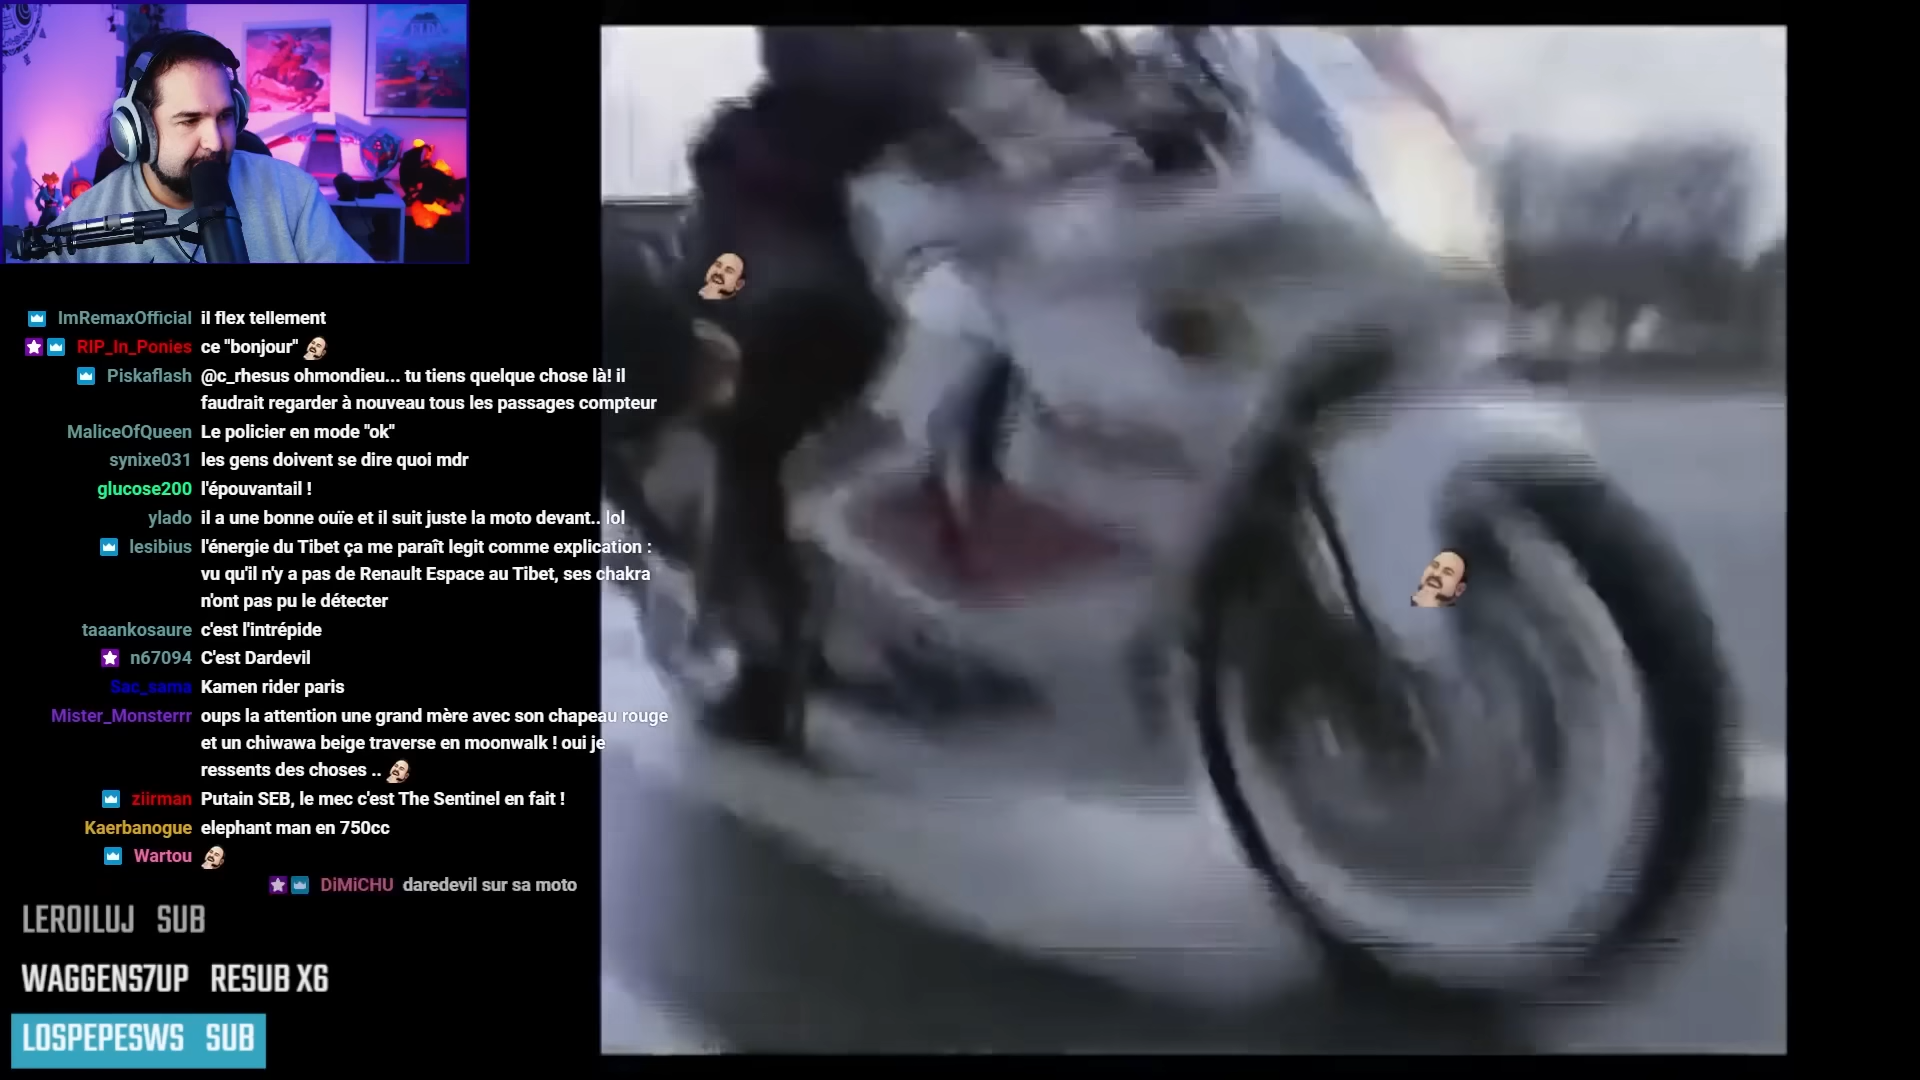 ImRemaxOfficial il flex tellement
RIP_In_Ponies ce "bonjour"
Piskaflash @c_rhesus ohmondieu... tu tiens quelque chose là! il
faudrait regarder à nouveau tous les passages compteur
MaliceOfQueen Le policier en mode "ok"
synixe031 les gens doivent se dire quoi mdr
glucose200 l'épouvantail !
ylado il a une bonne ouïe et il suit juste la moto devant.. lol
lesibius l'énergie du Tibet ça me paraît legit comme explication :
vu qu'il n'y a pas de Renault Espace au Tibet, ses chakra
n'ont pas pu le détecter
taaankosaure c'est l'intrépide
n67094 C'est Dardevil
Sac_sama Kamen rider paris
Mister_Monsterrr oups la attention une grand mère avec son chapeau rouge
et un chiwawa beige traverse en moonwalk ! oui je
ressents des choses ..
ziirman Putain SEB, le mec c'est The Sentinel en fait !
Kaerbanogue elephant man en 750cc
Wartou
DiMiCHU daredevil sur sa moto
LEROILUJ SUB
WAGGENS7UP RESUB X6
LOSPEPESWS SUB